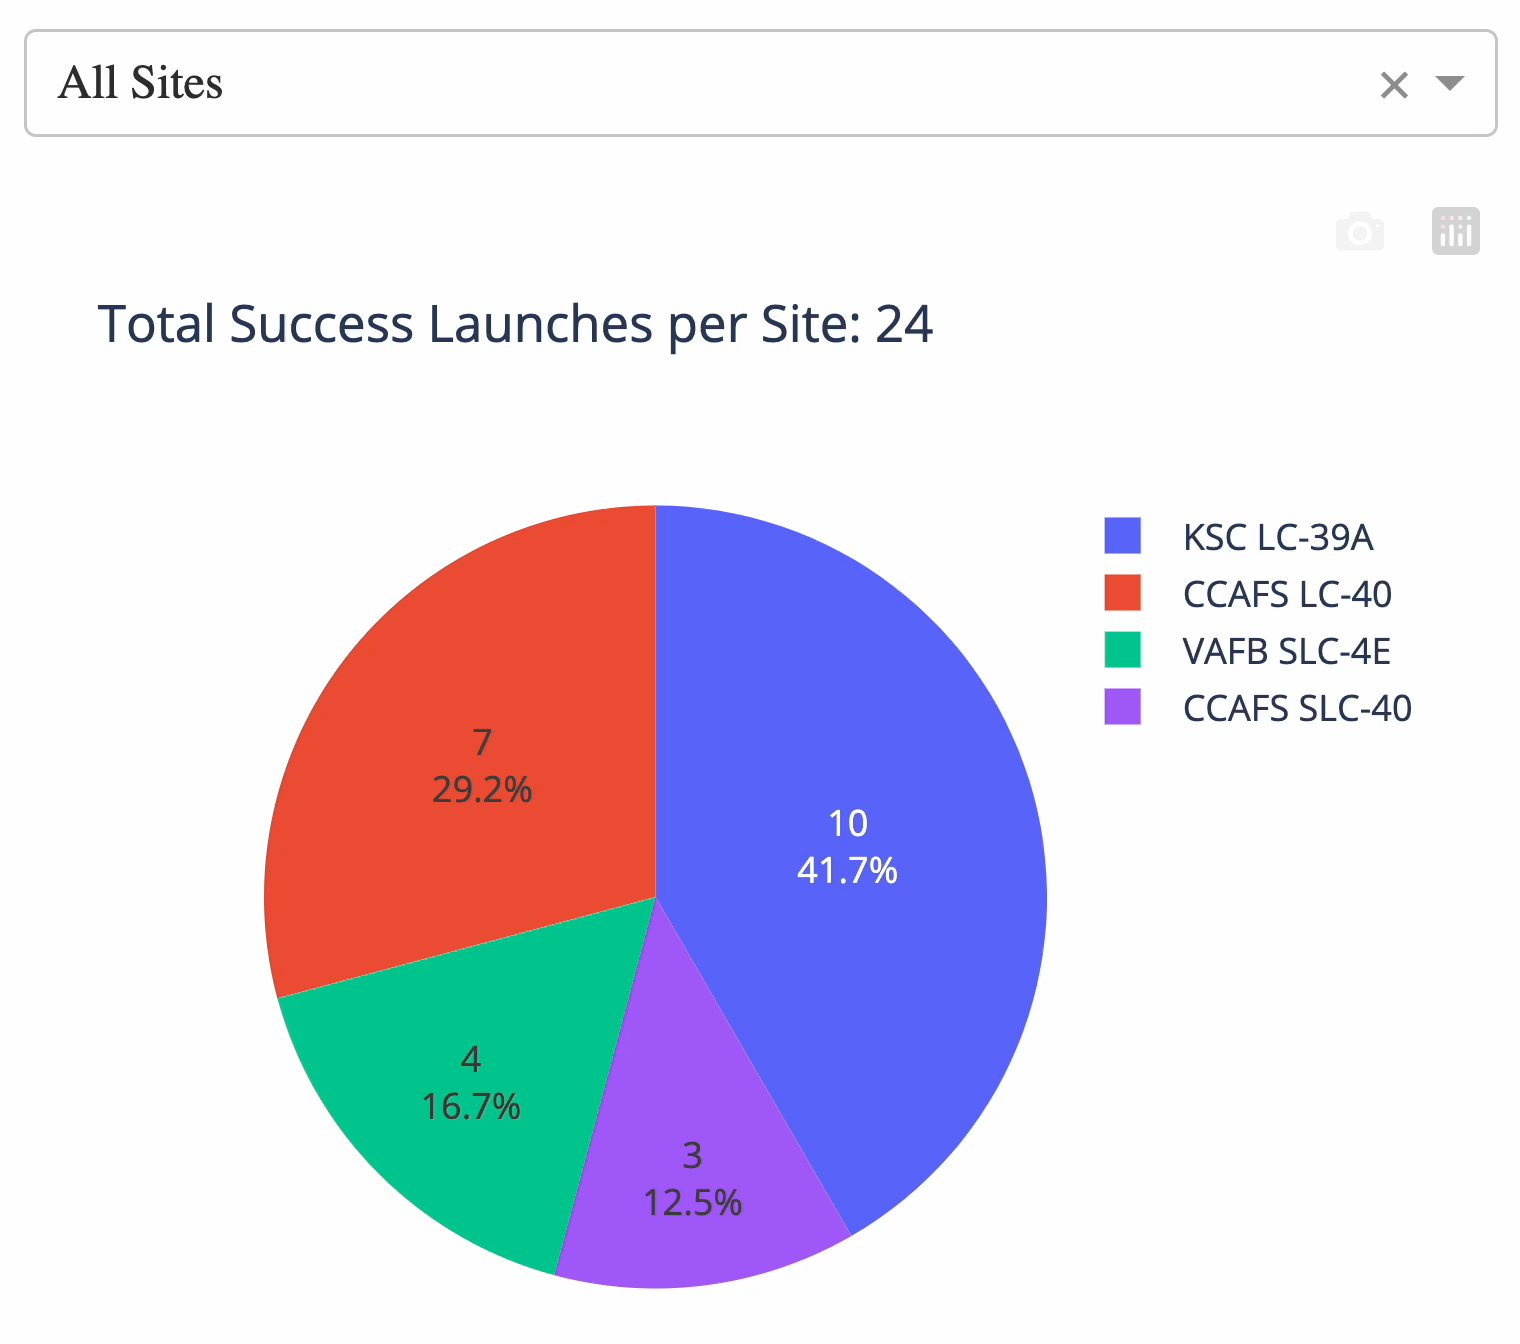 All Sites
Total Success Launches per Site: 24
KSC LC-39A
CCAFS LC-40
VAFB SLC-4E
CCAFS SLC-40
7
29.2%
10
41.7%
4
16.7%
3
12.5%